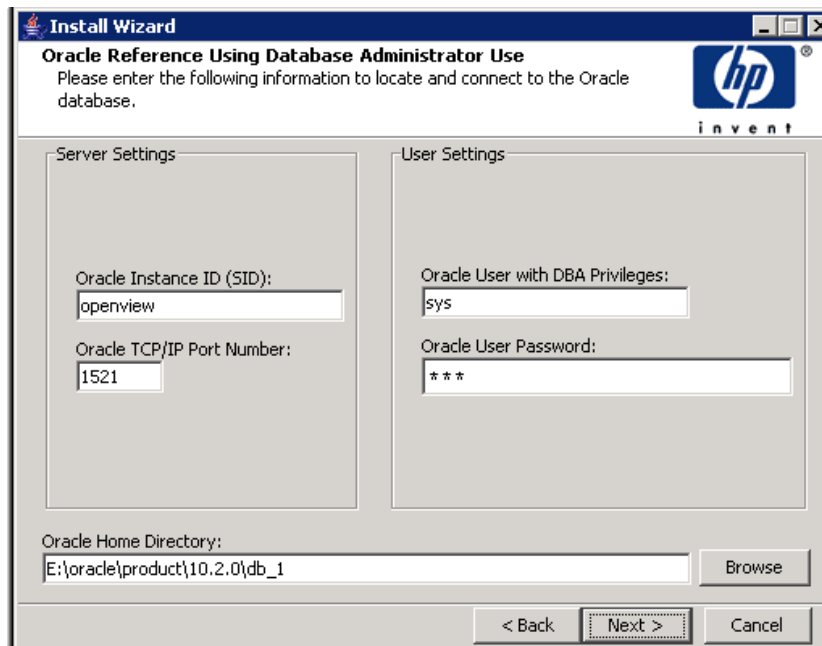 Install Wizard
Oracle Reference Using Database Administrator Use
Please enter the following information to locate and connect to the Oracle
database.
hp
®
invent
Server Settings
Oracle Instance ID (SID):
openview
Oracle TCP/IP Port Number:
1521
User Settings
Oracle User with DBA Privileges:
sys
Oracle User Password:
***
Oracle Home Directory:
E:\oracle\product\10.2.0\db_1
Browse
< Back
Next >
Cancel